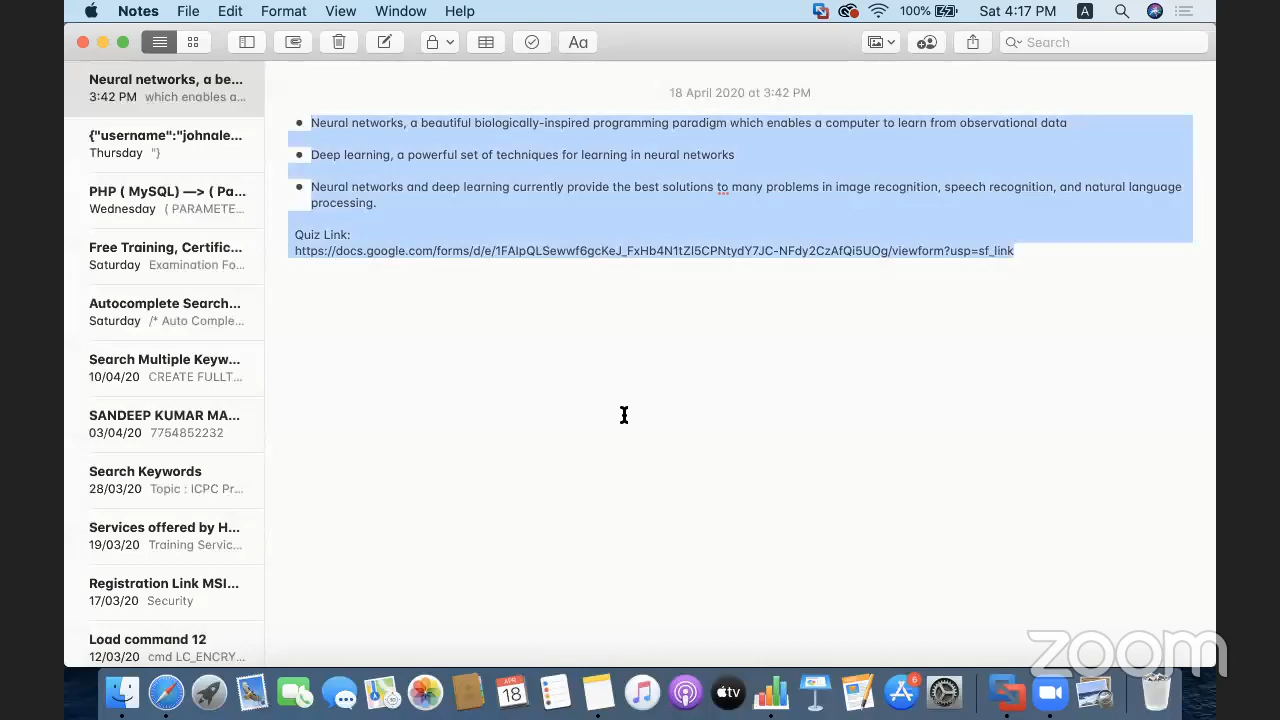 Notes File Edit Format View Window Help 100% Sat 4:17 PM A
Aa Search
Neural networks, a be...
3:42 PM which enables a...
{"username":"johnale...
Thursday "}
PHP ( MySQL) —> ( Pa...
Wednesday ( PARAMETE...
Free Training, Certific...
Saturday Examination Fo...
Autocomplete Search...
Saturday /* Auto Comple...
Search Multiple Keyw...
10/04/20 CREATE FULLT...
SANDEEP KUMAR MA...
03/04/20 7754852232
Search Keywords
28/03/20 Topic : ICPC Pr...
Services offered by H...
19/03/20 Training Servic...
Registration Link MSI...
17/03/20 Security
Load command 12
12/03/20 cmd LC_ENCRY...
18 April 2020 at 3:42 PM
• Neural networks, a beautiful biologically-inspired programming paradigm which enables a computer to learn from observational data
• Deep learning, a powerful set of techniques for learning in neural networks
• Neural networks and deep learning currently provide the best solutions to many problems in image recognition, speech recognition, and natural language
processing.
Quiz Link:
https://docs.google.com/forms/d/e/1FAIpQLSewwf6gcKeJ_FxHb4N1tZI5CPNtydY7JC-NFdy2CzAfQi5UOg/viewform?usp=sf_link
zoom
APR
18
tv
6